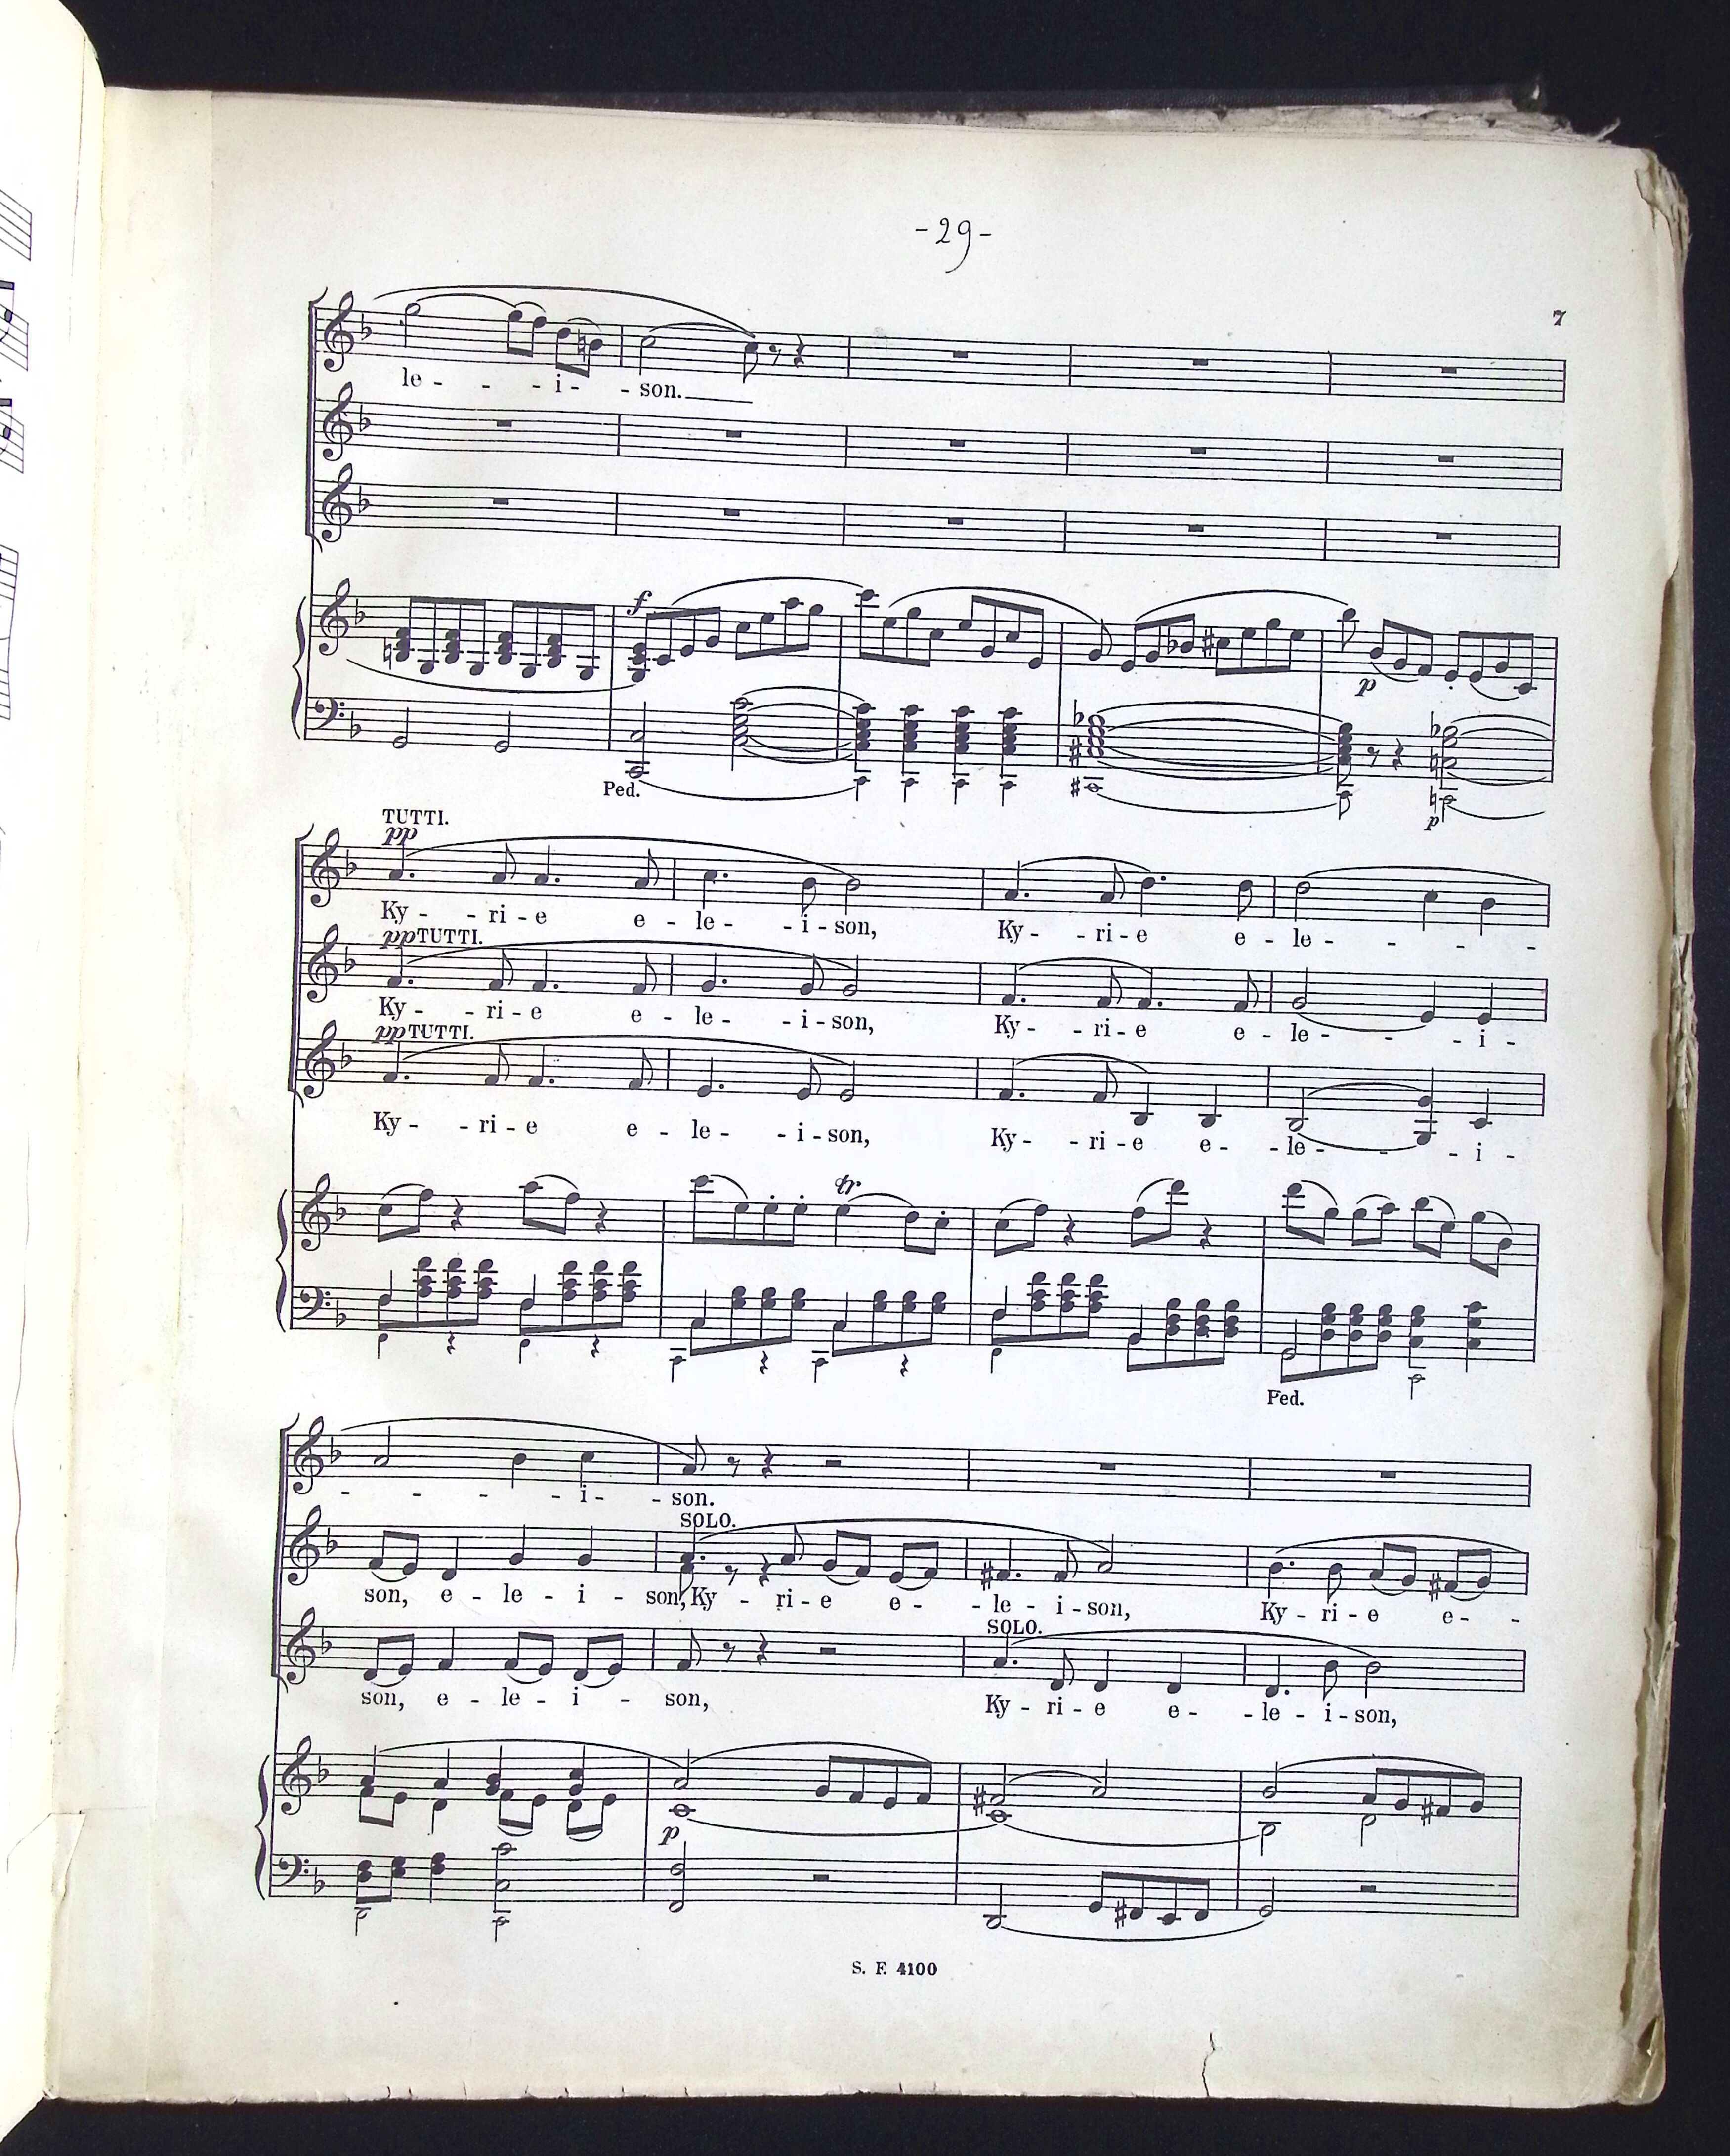 -29-
7
le - - - i - - son.
f
p
Ped.
p
TUTTI.
pp
Ky - - ri - e e - le - - i - son, Ky - - ri - e e - le - - - -
pp TUTTI.
Ky - - ri - e e - le - - i - son, Ky - - ri - e e - le - - - i -
pp TUTTI.
Ky - - ri - e e - le - - i - son, Ky - - ri - e e - - le - - - i -
tr
Ped.
- - - - i - - son.
SOLO.
son, e - le - i - son, Ky - ri - e e - - le - i - son, Ky - ri - e e - -
SOLO.
son, e - le - i - son, Ky - ri - e e - - le - i - son,
p
S. F. 4100